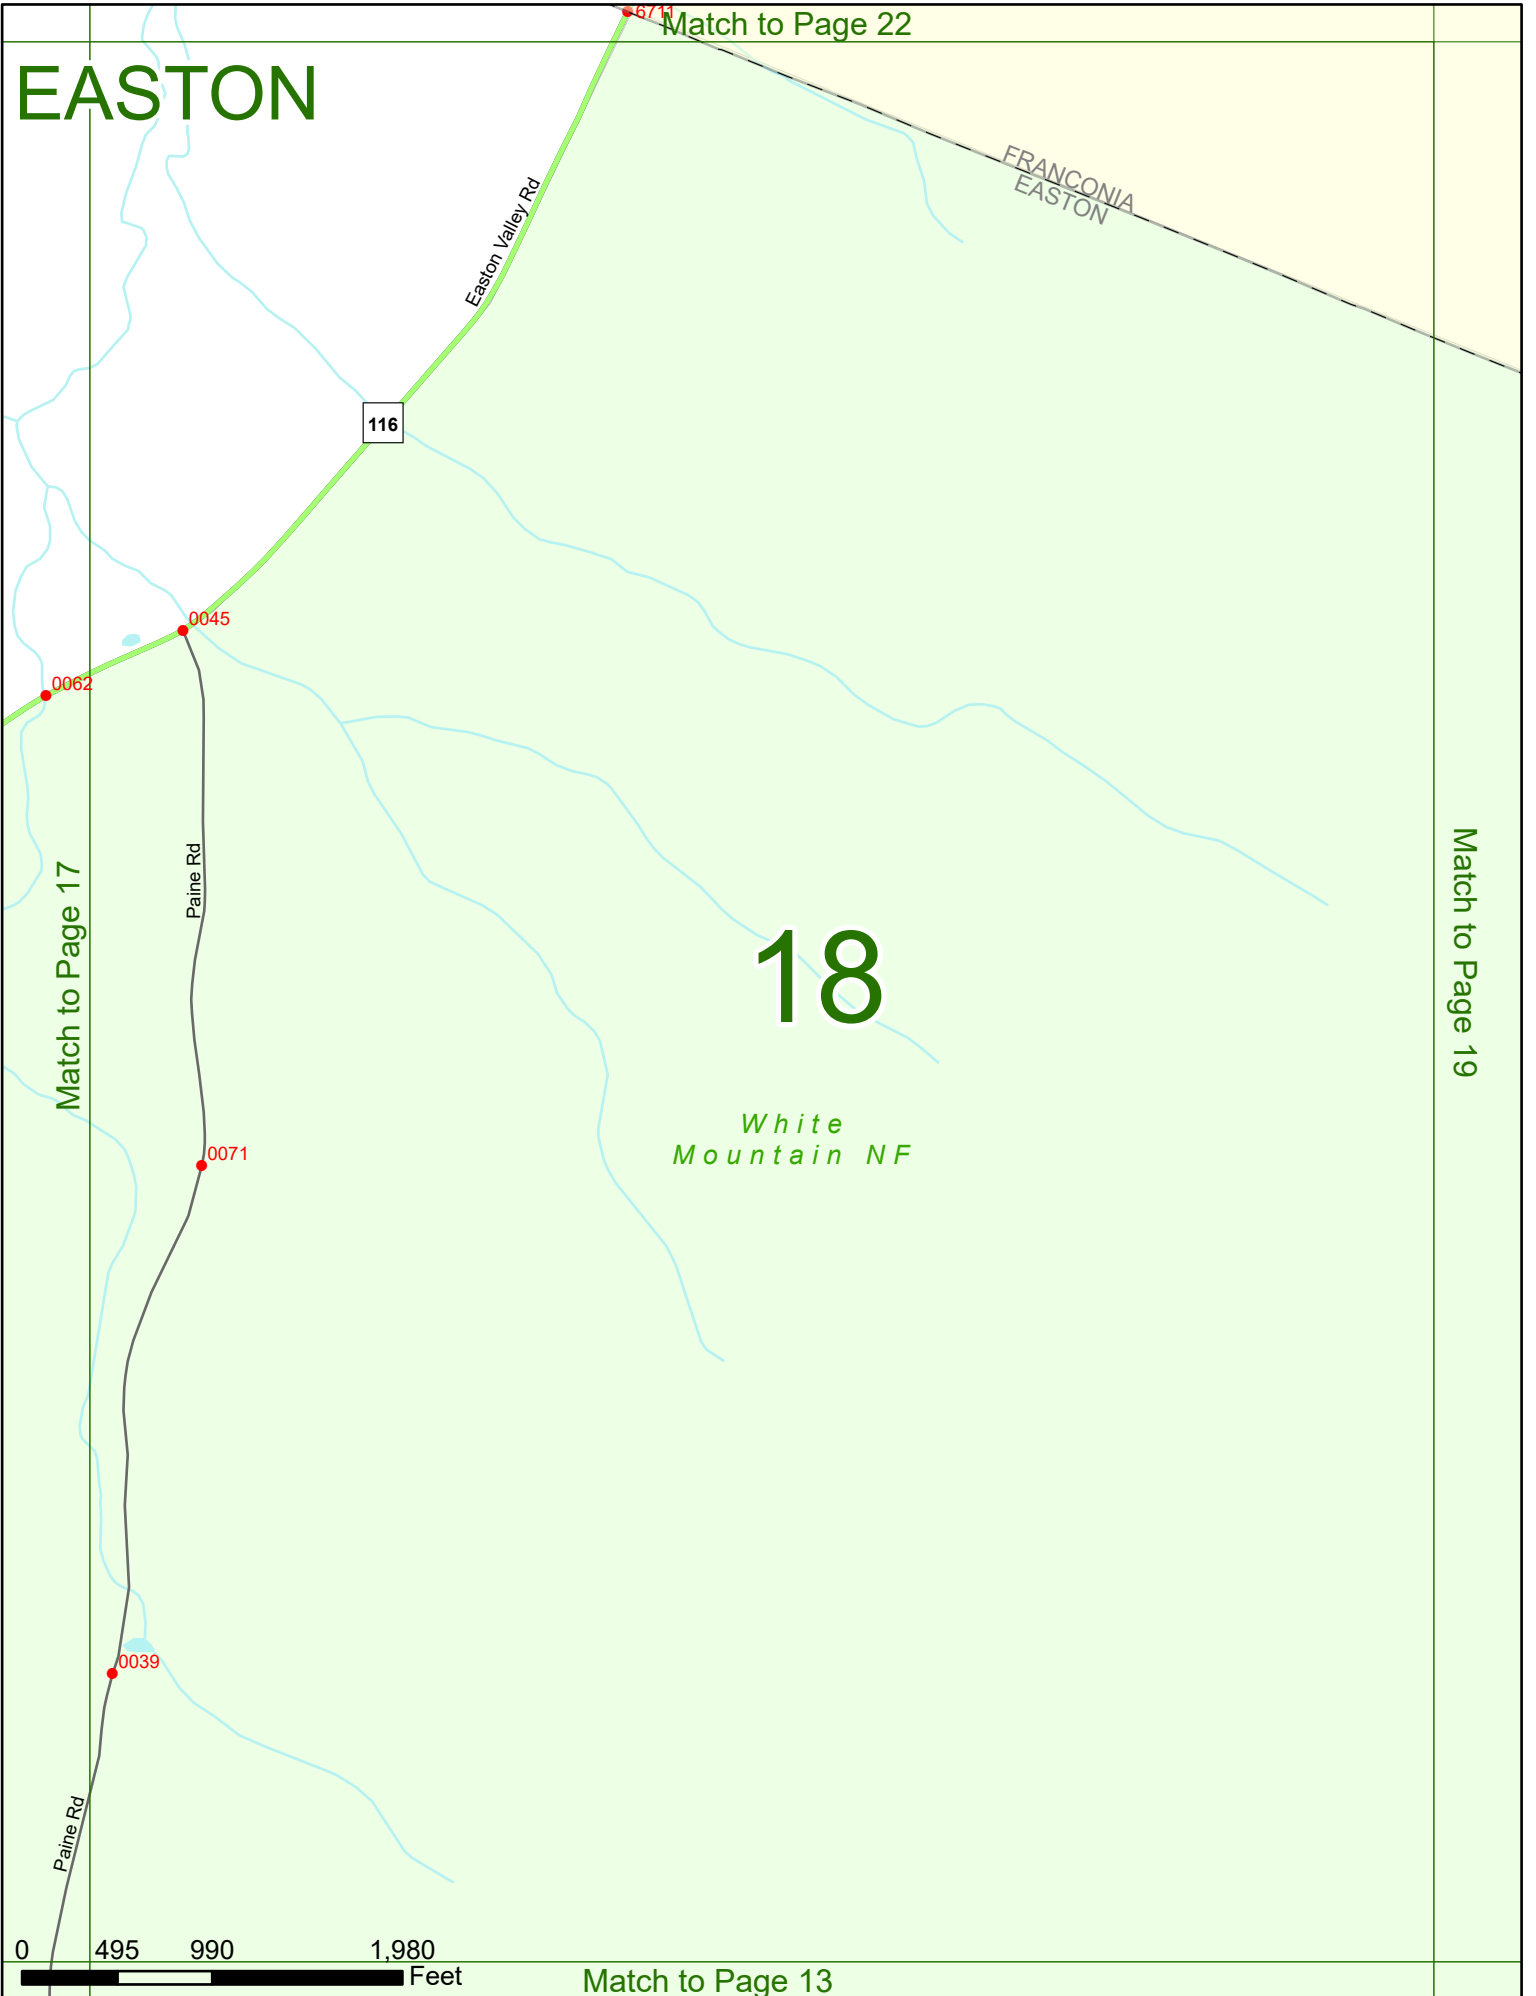 6711
Match to Page 22
EASTON
FRANCONIA
EASTON
Easton Valley Rd
116
0045
0062
Paine Rd
Match to Page 17
Match to Page 19
18
White
Mountain NF
0071
0039
Paine Rd
0 495 990 1,980
Feet
Match to Page 13